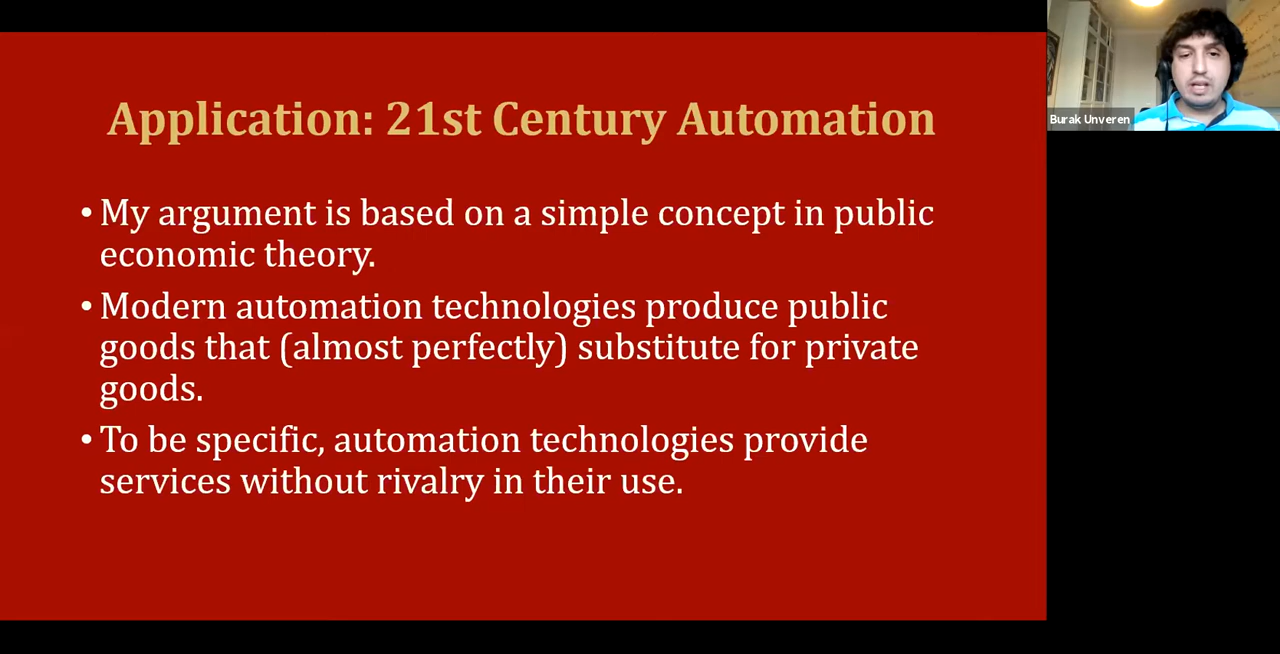 Application: 21st Century Automation
• My argument is based on a simple concept in public
economic theory.
• Modern automation technologies produce public
goods that (almost perfectly) substitute for private
goods.
• To be specific, automation technologies provide
services without rivalry in their use.
Burak Unveren